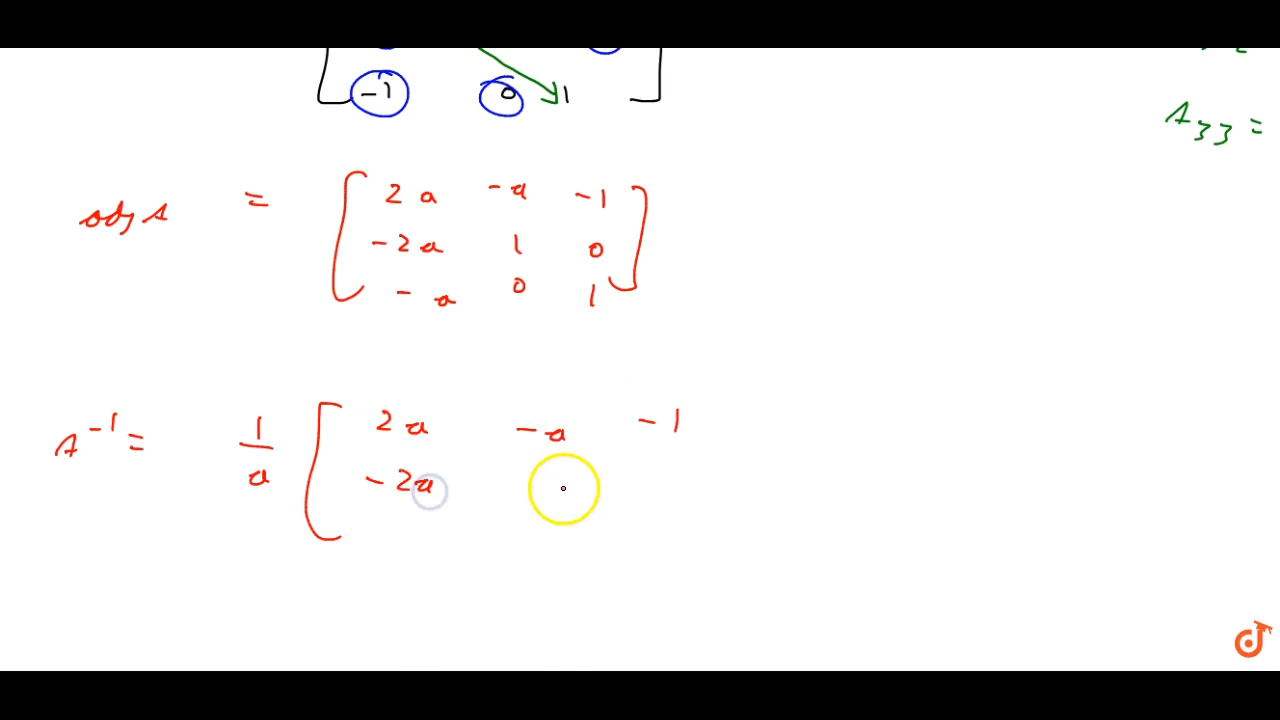 -1 0 1
A33 =
adj A =
2a -a -1
-2a 1 0
-a 0 1
A-1 = 1/a
2a -a -1
-2a